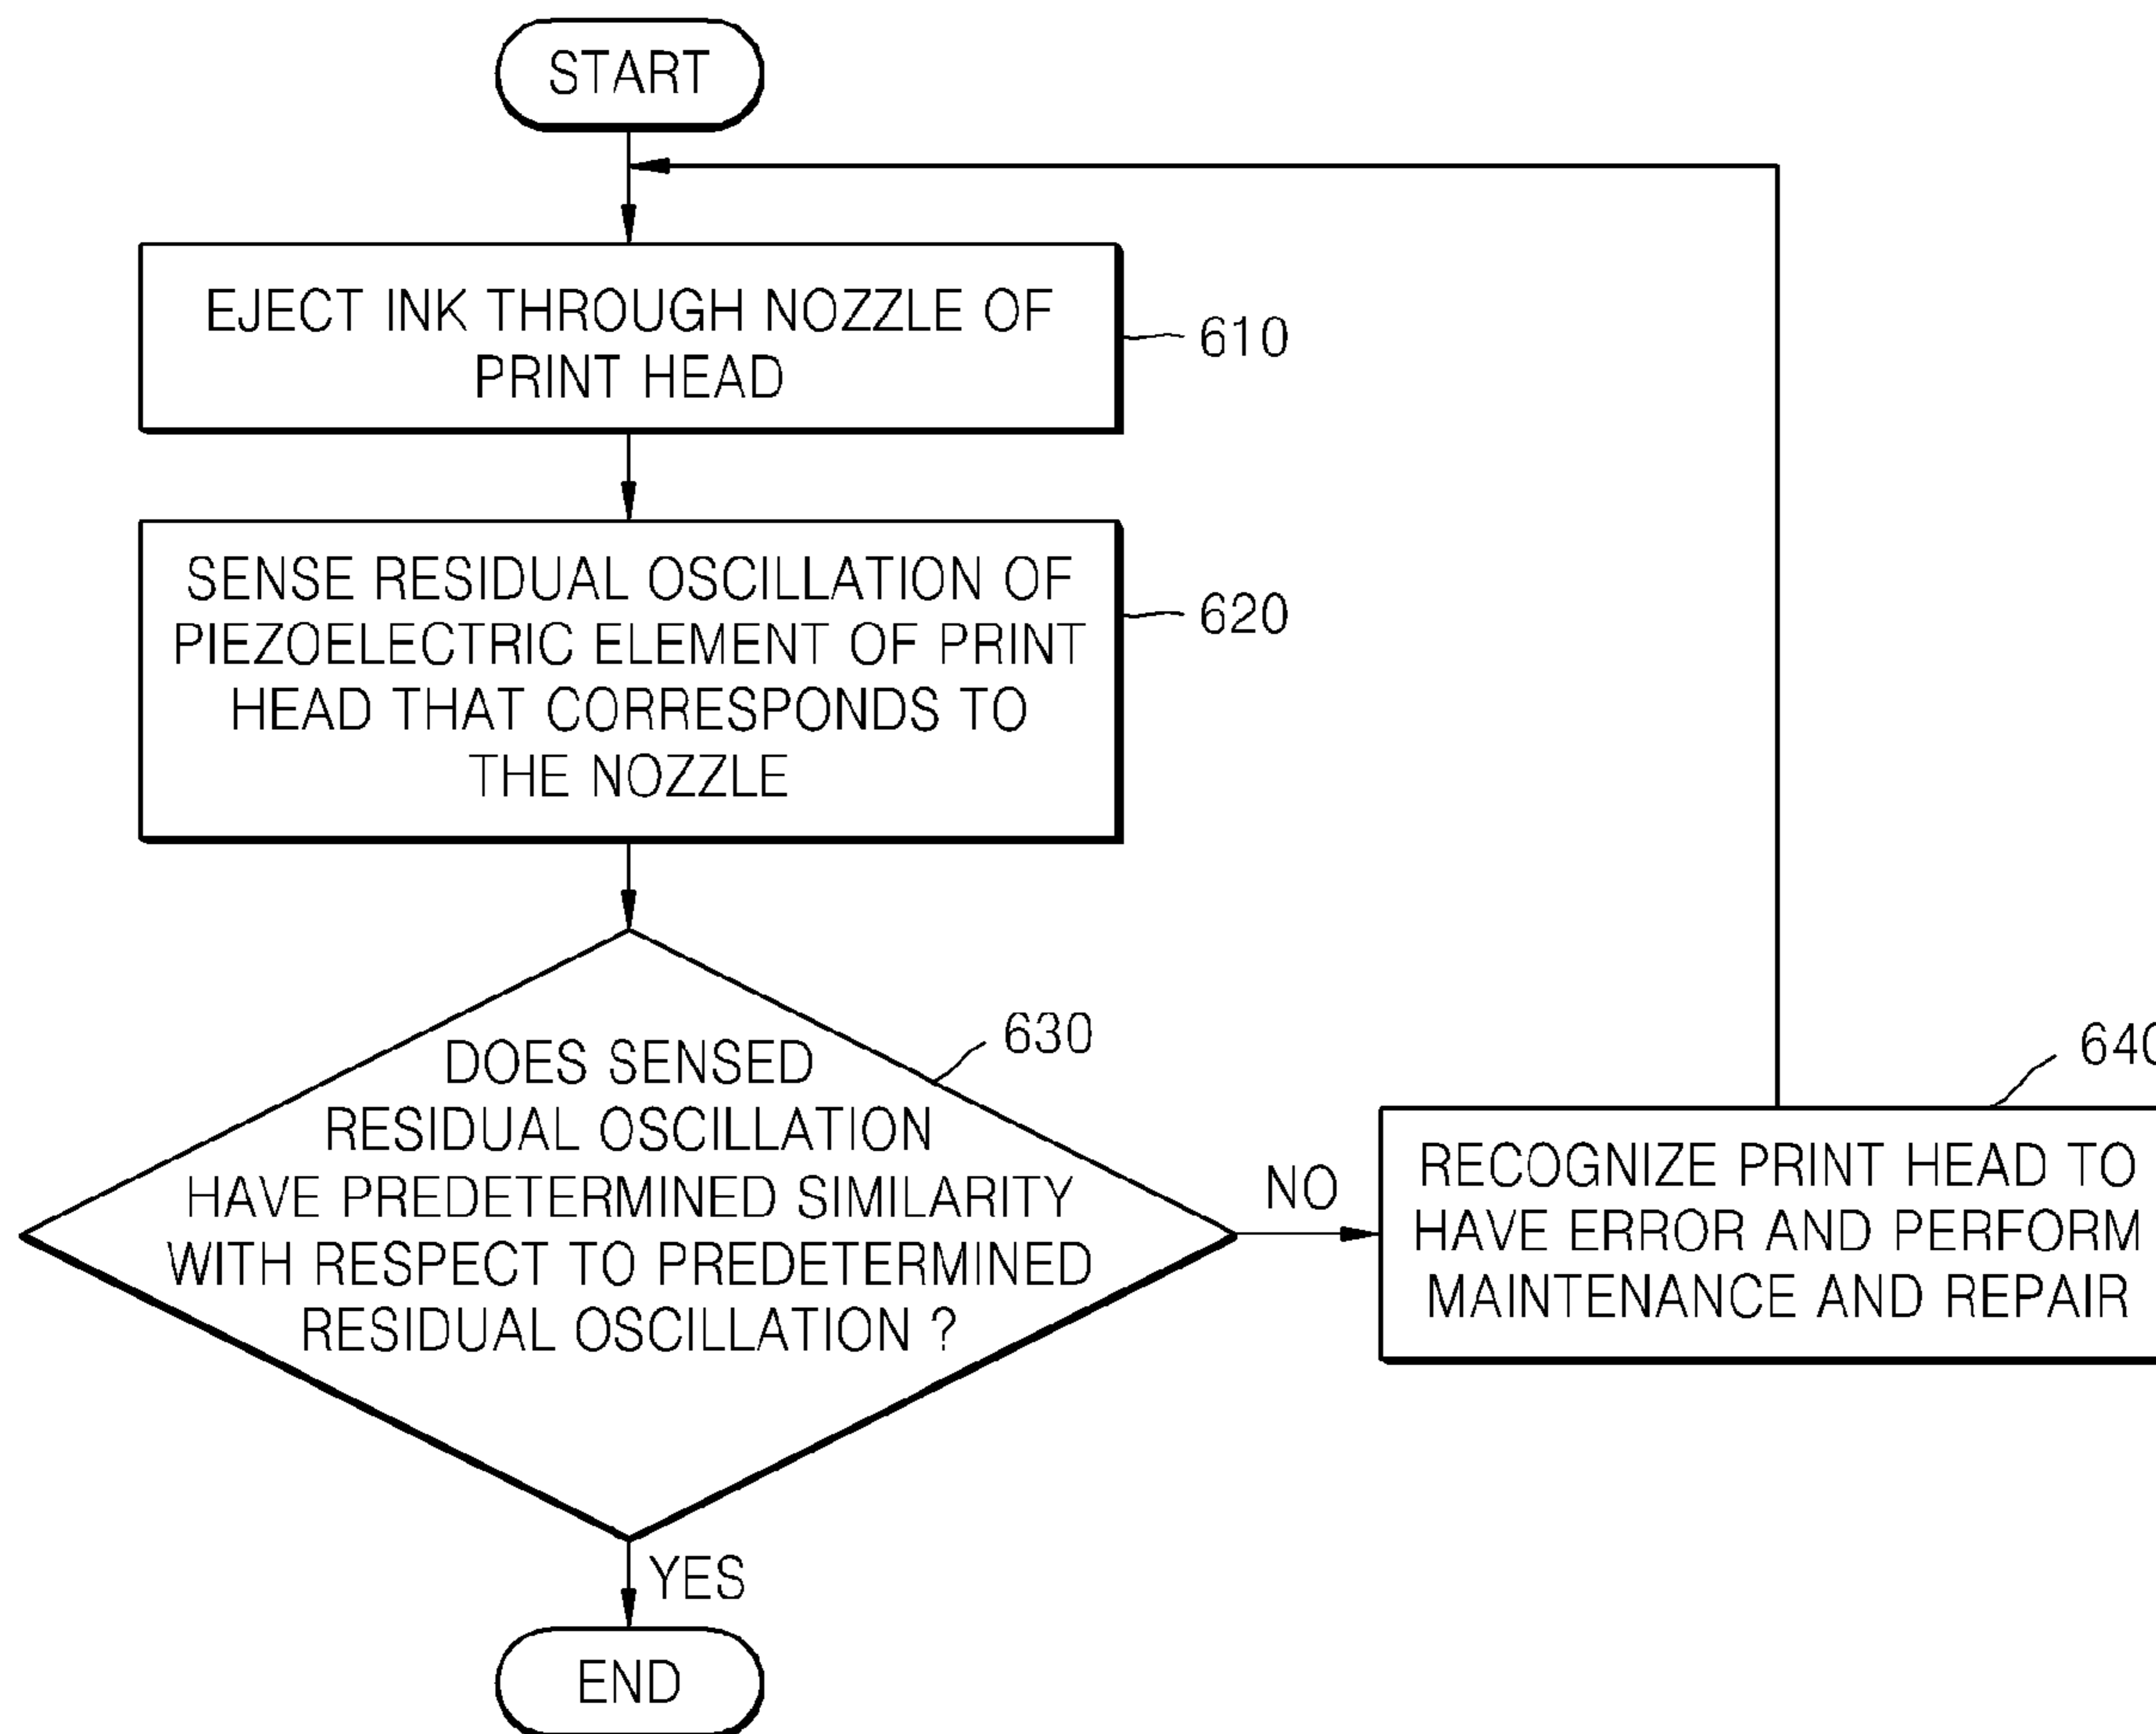 START
EJECT INK THROUGH NOZZLE OF
PRINT HEAD
610
SENSE RESIDUAL OSCILLATION OF
PIEZOELECTRIC ELEMENT OF PRINT
HEAD THAT CORRESPONDS TO
THE NOZZLE
620
DOES SENSED
RESIDUAL OSCILLATION
HAVE PREDETERMINED SIMILARITY
WITH RESPECT TO PREDETERMINED
RESIDUAL OSCILLATION ?
630
NO
640
RECOGNIZE PRINT HEAD TO
HAVE ERROR AND PERFORM
MAINTENANCE AND REPAIR
YES
END